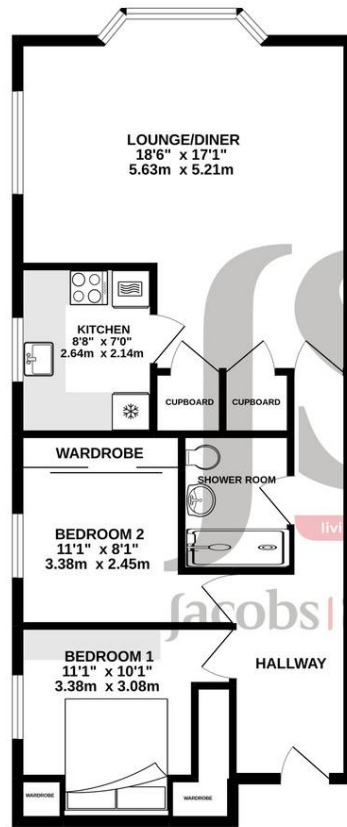 LOUNGE/DINER
18'6" x 17'1"
5.63m x 5.21m
KITCHEN
8'8" x 7'0"
2.64m x 2.14m
CUPBOARD
CUPBOARD
WARDROBE
SHOWER ROOM
BEDROOM 2
11'1" x 8'1"
3.38m x 2.45m
livi
Jacobs|
BEDROOM 1
11'1" x 10'1"
3.38m x 3.08m
HALLWAY
WARDROBE
WARDROBE